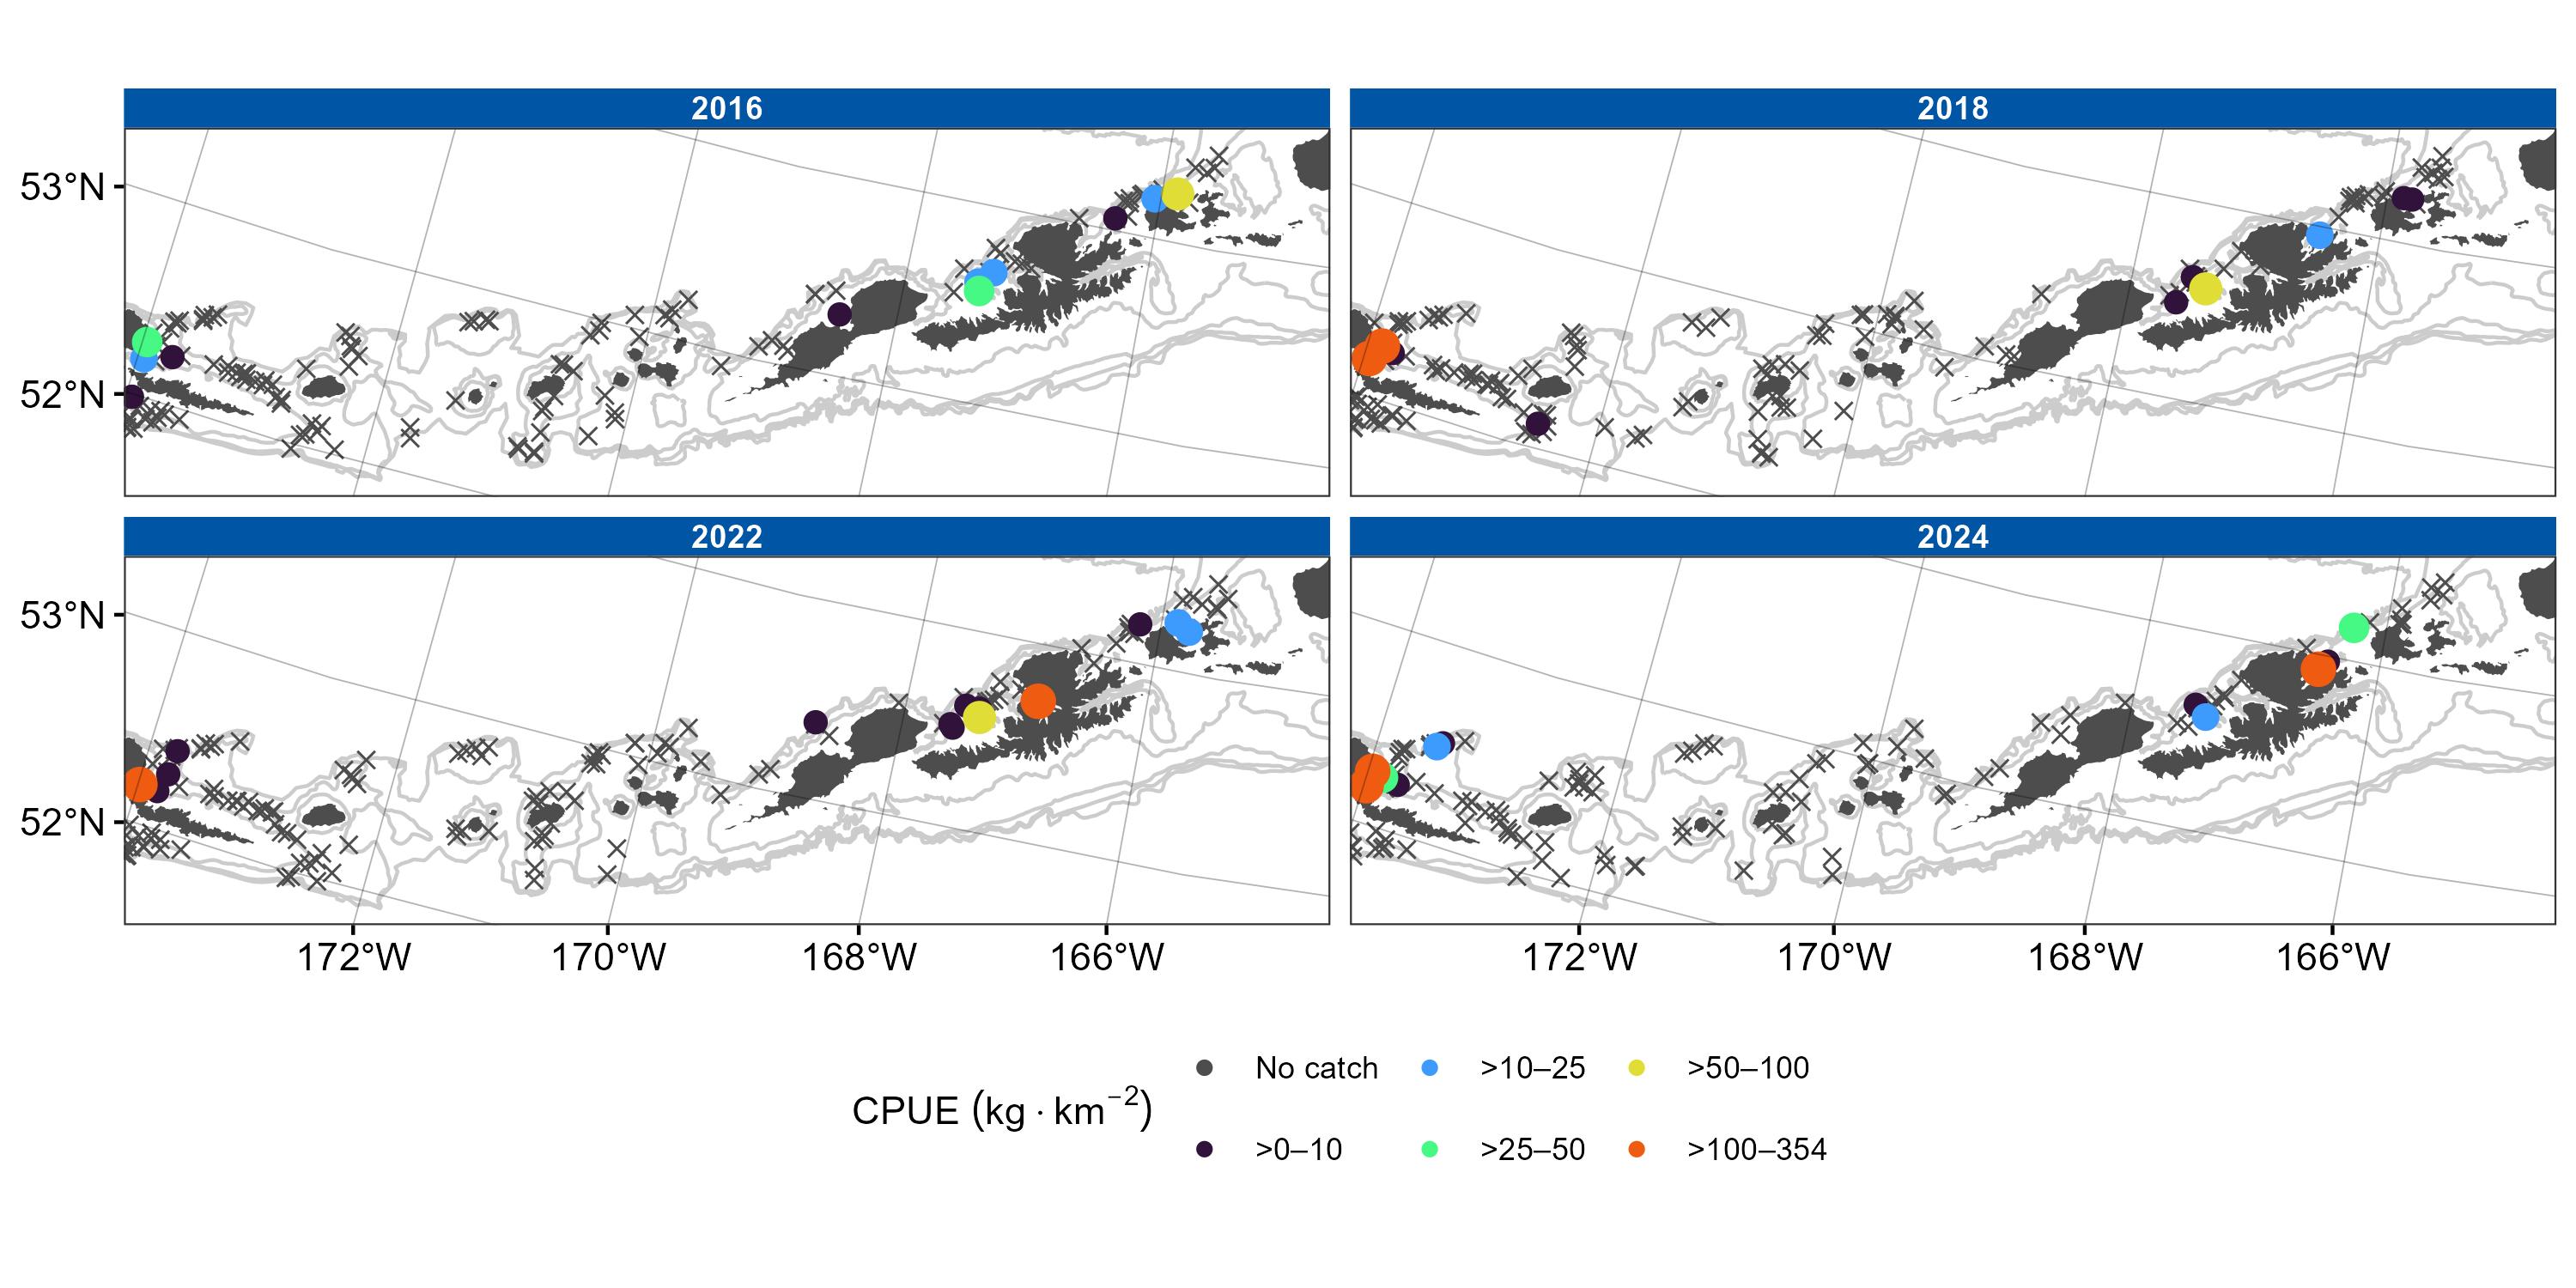 2016
2018
53°N
52°N
2022
2024
53°N
52°N
172°W 170°W 168°W 166°W
172°W 170°W 168°W 166°W
CPUE (kg · km⁻²)
No catch
>10–25
>50–100
>0–10
>25–50
>100–354